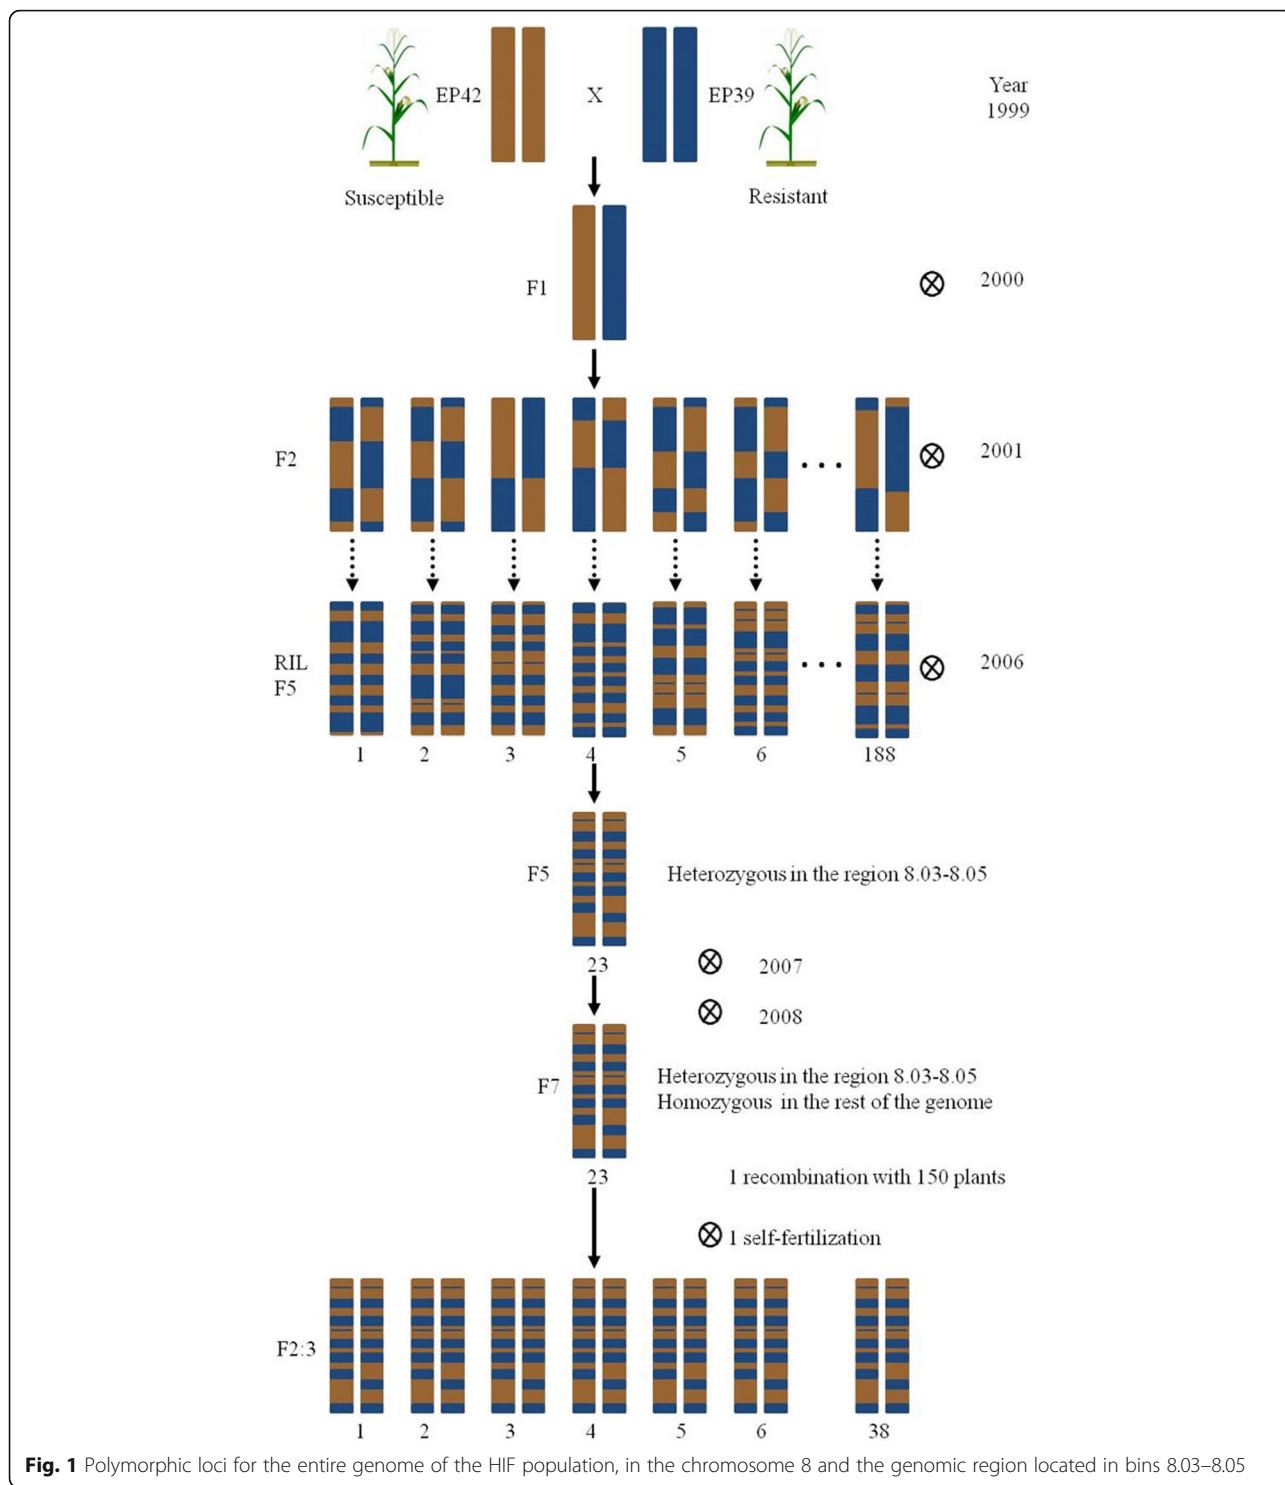 EP42 X EP39 Year
1999
Susceptible Resistant
F1 2000
F2 . . . 2001
RIL
F5 . . . 2006
1 2 3 4 5 6 188
F5 Heterozygous in the region 8.03-8.05
23 2007
2008
F7 Heterozygous in the region 8.03-8.05
Homozygous in the rest of the genome
23 1 recombination with 150 plants
1 self-fertilization
F2:3
1 2 3 4 5 6 38
Fig. 1 Polymorphic loci for the entire genome of the HIF population, in the chromosome 8 and the genomic region located in bins 8.03–8.05